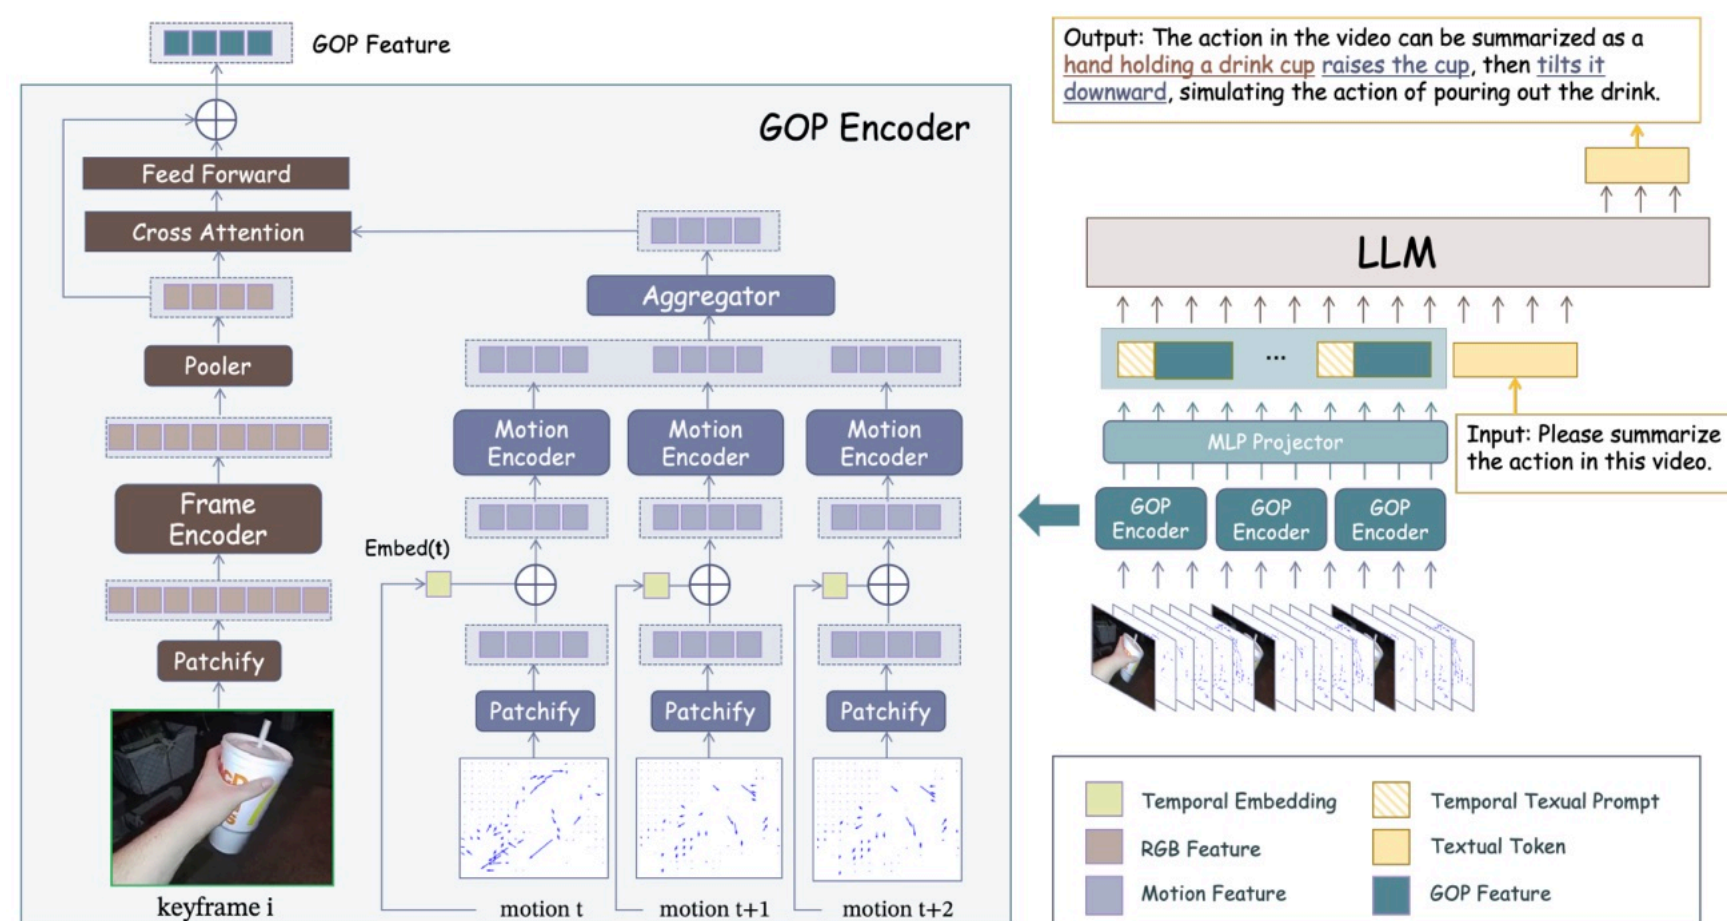 GOP Feature
GOP Encoder
Feed Forward
Cross Attention
Pooler
Frame
Encoder
Patchify
keyframe i
Aggregator
Motion
Encoder
Motion
Encoder
Motion
Encoder
Embed(t)
Patchify
Patchify
Patchify
motion t
motion t+1
motion t+2
Output: The action in the video can be summarized as a
hand holding a drink cup raises the cup, then tilts it
downward, simulating the action of pouring out the drink.
LLM
...
MLP Projector
Input: Please summarize
the action in this video.
GOP
Encoder
GOP
Encoder
GOP
Encoder
Temporal Embedding
RGB Feature
Motion Feature
Temporal Texual Prompt
Textual Token
GOP Feature